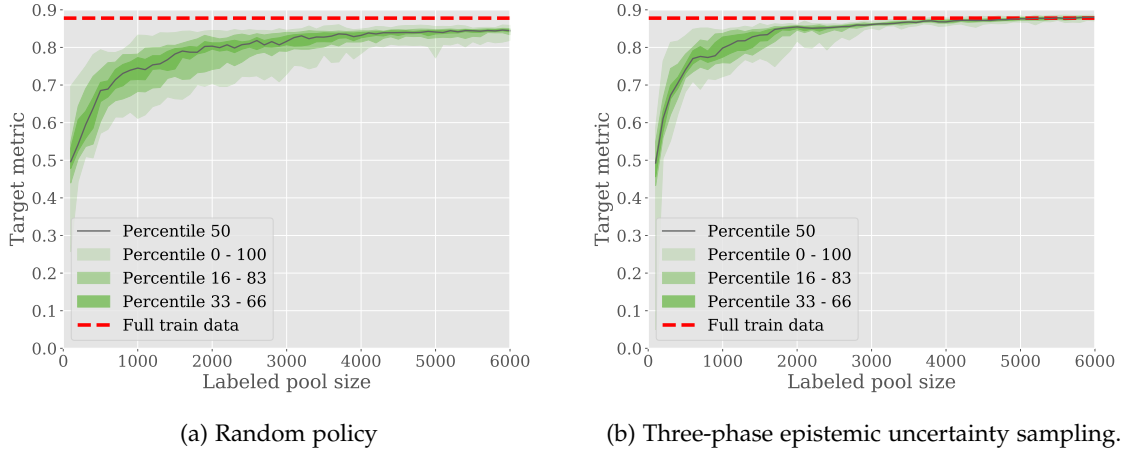 0.9
0.8
0.7
0.6
0.5
0.4
0.3
0.2
0.1
0.0
Target metric
Percentile 50
Percentile 0 - 100
Percentile 16 - 83
Percentile 33 - 66
Full train data
0 1000 2000 3000 4000 5000 6000
Labeled pool size
(a) Random policy
0.9
0.8
0.7
0.6
0.5
0.4
0.3
0.2
0.1
0.0
Target metric
Percentile 50
Percentile 0 - 100
Percentile 16 - 83
Percentile 33 - 66
Full train data
0 1000 2000 3000 4000 5000 6000
Labeled pool size
(b) Three-phase epistemic uncertainty sampling.